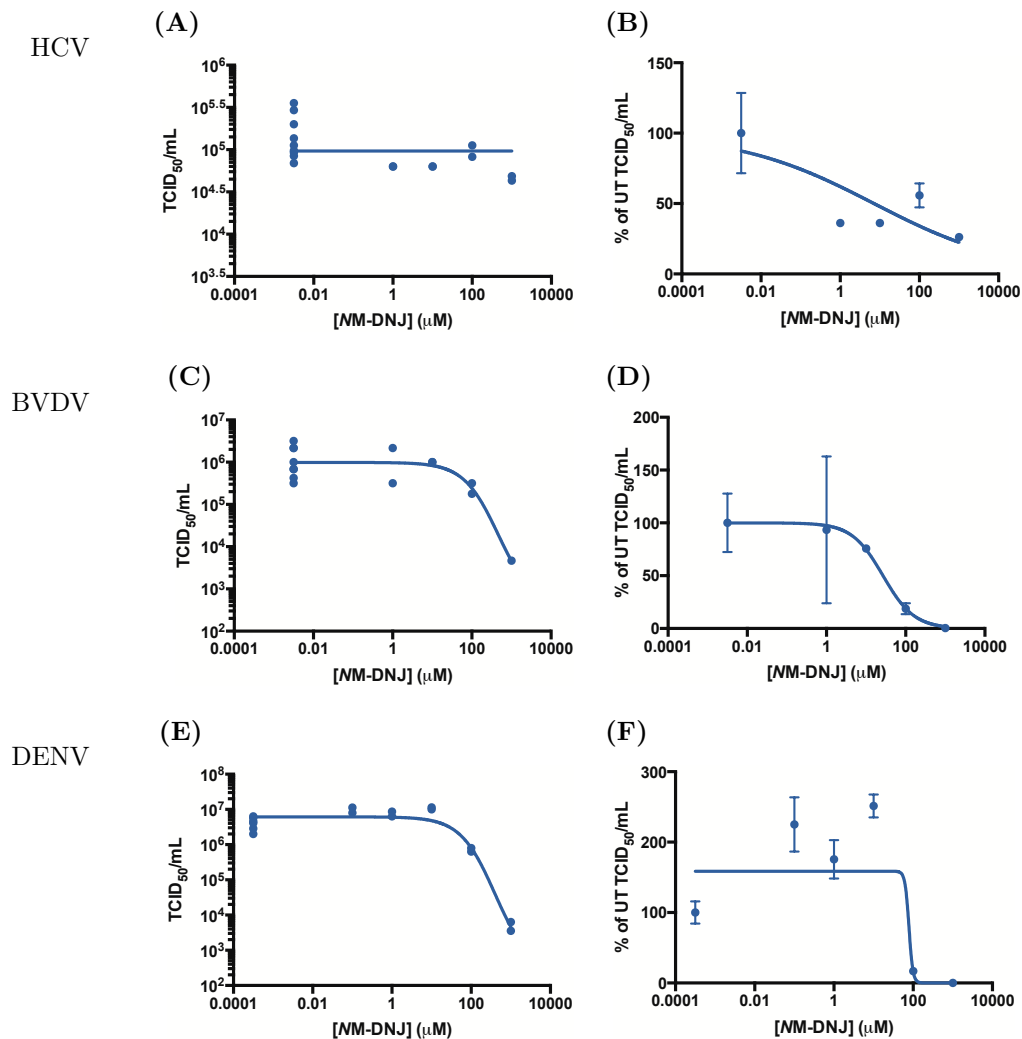 HCV
(A)
10^6
10^5.5
10^5
10^4.5
10^4
10^3.5
TCID50/mL
0.0001 0.01 1 100 10000
[NM-DNJ] (μM)
(B)
150
100
50
0
% of UT TCID50/mL
0.0001 0.01 1 100 10000
[NM-DNJ] (μM)
BVDV
(C)
10^7
10^6
10^5
10^4
10^3
10^2
TCID50/mL
0.0001 0.01 1 100 10000
[NM-DNJ] (μM)
(D)
200
150
100
50
0
% of UT TCID50/mL
0.0001 0.01 1 100 10000
[NM-DNJ] (μM)
DENV
(E)
10^8
10^7
10^6
10^5
10^4
10^3
10^2
TCID50/mL
0.0001 0.01 1 100 10000
[NM-DNJ] (μM)
(F)
300
200
100
0
% of UT TCID50/mL
0.0001 0.01 1 100 10000
[NM-DNJ] (μM)